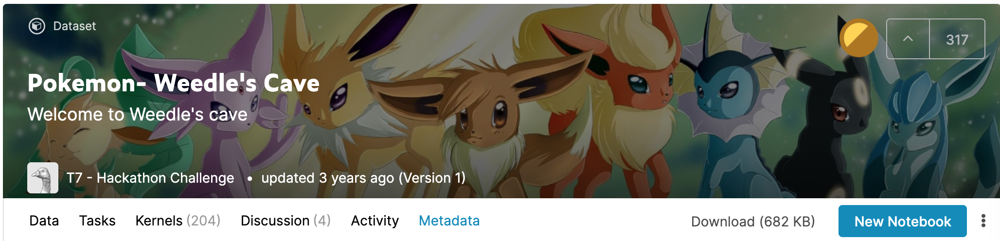 Dataset
317
Pokemon- Weedle's Cave
Welcome to Weedle's cave
T7 - Hackathon Challenge • updated 3 years ago (Version 1)
Data Tasks Kernels (204) Discussion (4) Activity Metadata Download (682 KB) New Notebook